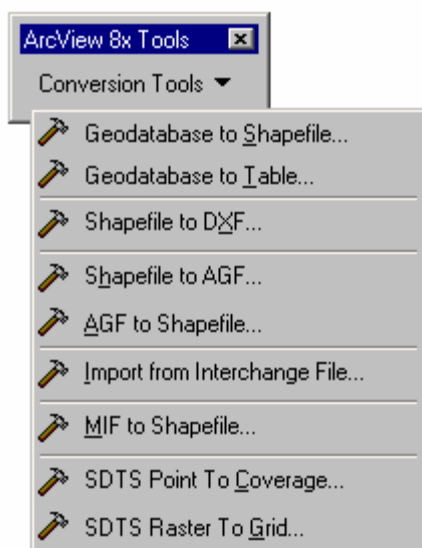 ArcView 8x Tools
Conversion Tools
Geodatabase to Shapefile...
Geodatabase to Table...
Shapefile to DXF...
Shapefile to AGF...
AGF to Shapefile...
Import from Interchange File...
MIF to Shapefile...
SDTS Point To Coverage...
SDTS Raster To Grid...